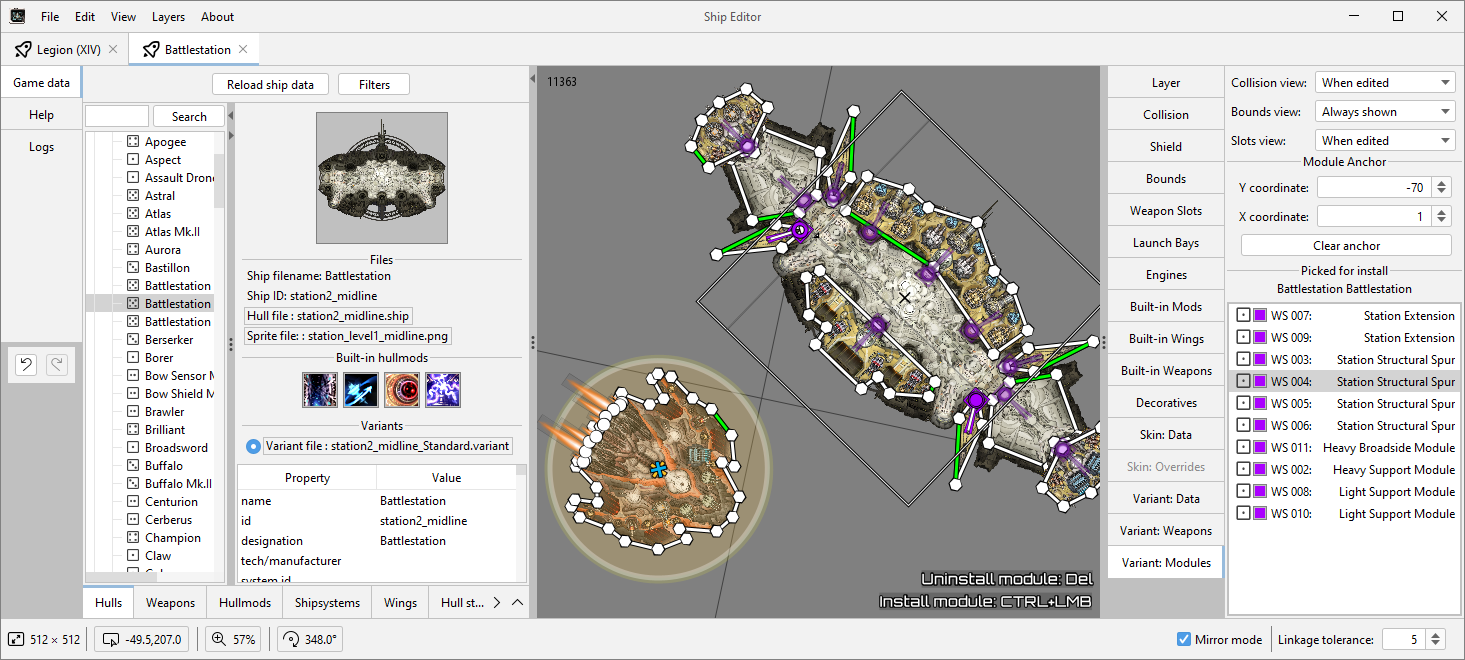 File Edit View Layers About
Ship Editor
Legion (XIV)
Battlestation
Game data
Help
Logs
Reload ship data
Filters
Search
Apogee
Aspect
Assault Drone
Astral
Atlas
Atlas Mk.II
Aurora
Bastillon
Battlestation
Battlestation
Battlestation
Berserker
Borer
Bow Sensor M
Bow Shield M
Brawler
Brilliant
Broadsword
Buffalo
Buffalo Mk.II
Centurion
Cerberus
Champion
Claw
Files
Ship filename: Battlestation
Ship ID: station2_midline
Hull file : station2_midline.ship
Sprite file: : station_level1_midline.png
Built-in hullmods
Variants
Variant file : station2_midline_Standard.variant
Property Value
name Battlestation
id station2_midline
designation Battlestation
tech/manufacturer
system id
Hulls Weapons Hullmods Shipsystems Wings Hull st...
11363
Uninstall module: Del
Install module: CTRL+LMB
Layer
Collision
Shield
Bounds
Weapon Slots
Launch Bays
Engines
Built-in Mods
Built-in Wings
Built-in Weapons
Decoratives
Skin: Data
Skin: Overrides
Variant: Data
Variant: Weapons
Variant: Modules
Collision view: When edited
Bounds view: Always shown
Slots view: When edited
Module Anchor
Y coordinate: -70
X coordinate: 1
Clear anchor
Picked for install
Battlestation Battlestation
WS 007: Station Extension
WS 009: Station Extension
WS 003: Station Structural Spur
WS 004: Station Structural Spur
WS 005: Station Structural Spur
WS 006: Station Structural Spur
WS 011: Heavy Broadside Module
WS 002: Heavy Support Module
WS 008: Light Support Module
WS 010: Light Support Module
512 × 512
-49.5,207.0
57%
348.0°
Mirror mode
Linkage tolerance: 5